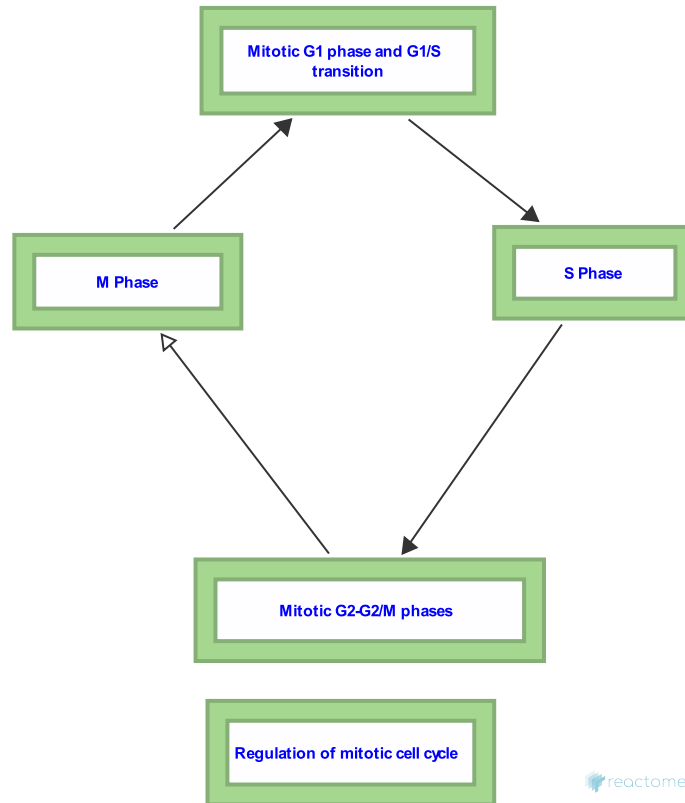 Mitotic G1 phase and G1/S
transition
M Phase
S Phase
Mitotic G2-G2/M phases
Regulation of mitotic cell cycle
reactome